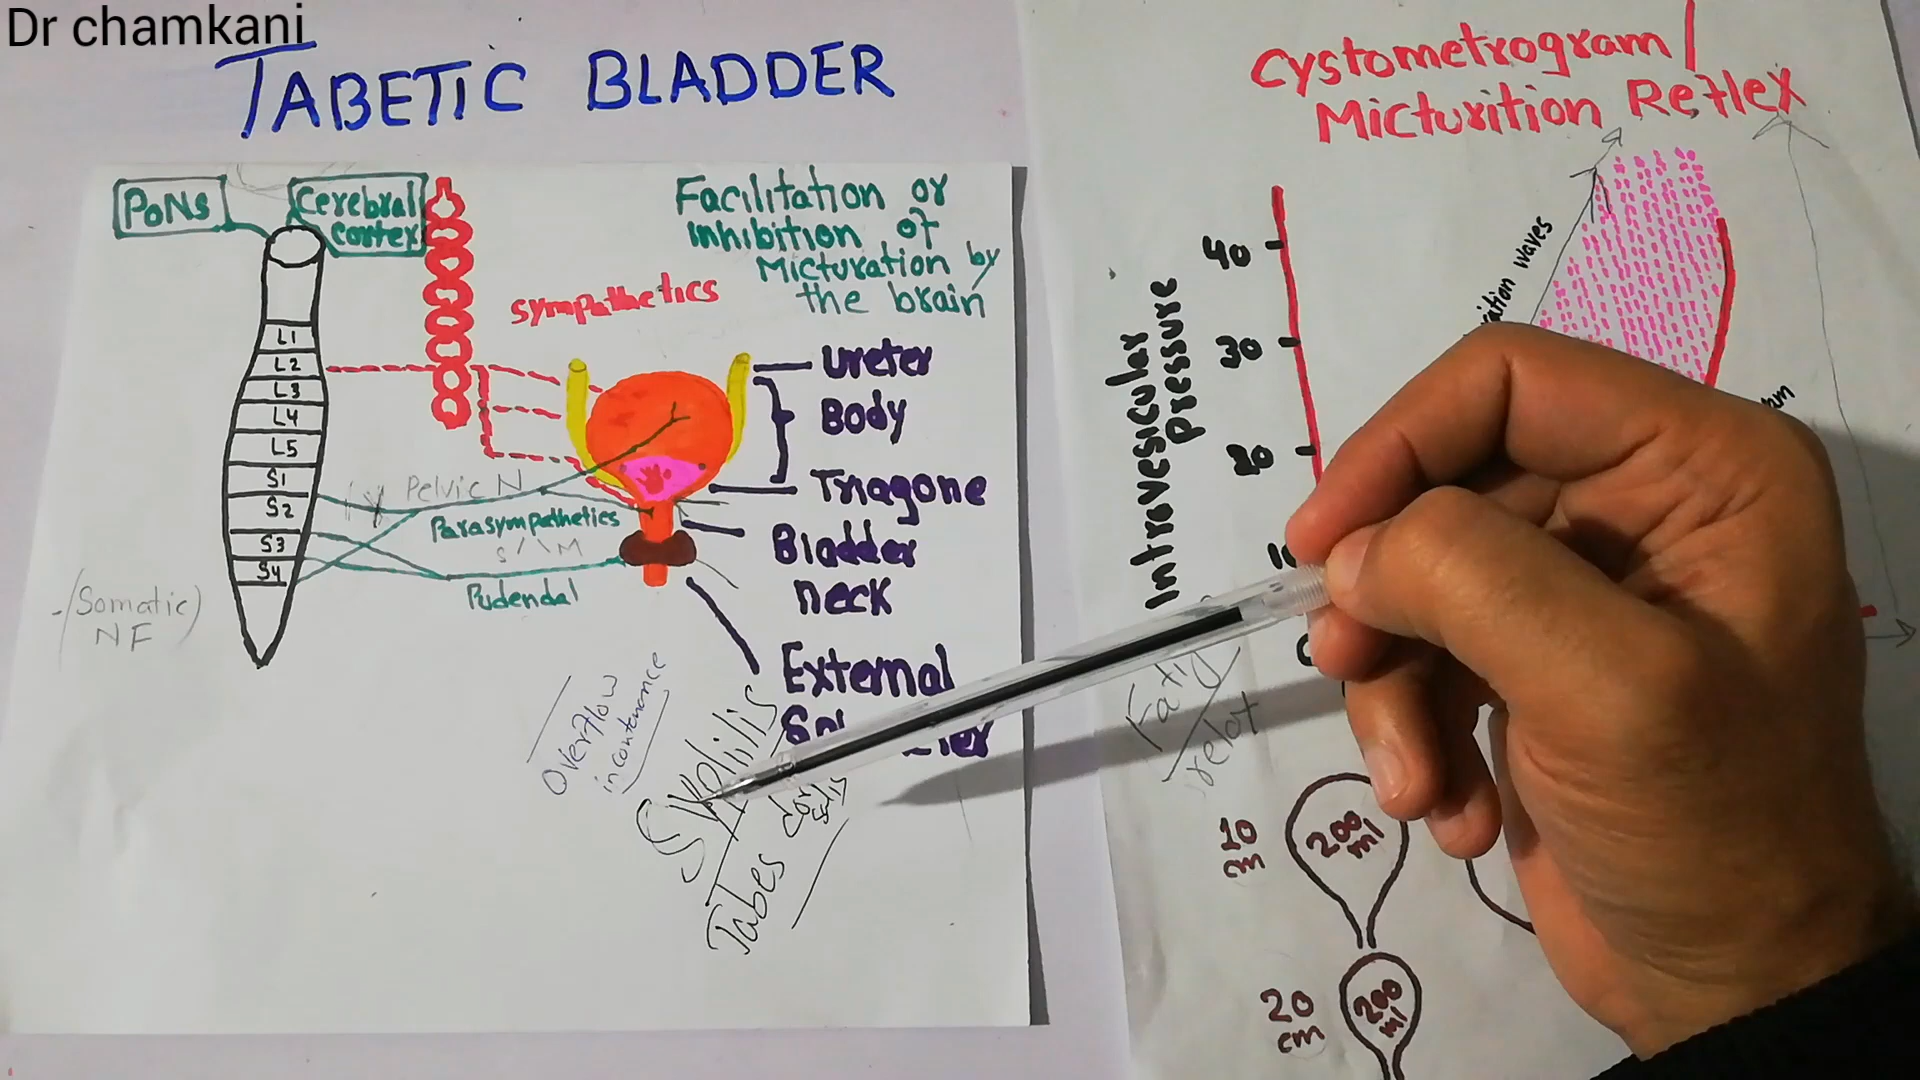 Dr chamkani
TABETIC BLADDER
PONS
Cerebral
cortex
Facilitation or
inhibition of
Micturation by
the brain
sympathetics
L1
L2
L3
L4
L5
S1
S2
S3
S4
Ureter
Body
Triagone
Bladder
neck
External
Pelvic N
Parasympathetics
S M
Pudendal
(Somatic)
NF
Overflow
incontenance
Syphilis
Tabes
Cystometrogram/
Micturition Reflex
Intravesicular
Pressure
40
30
20
waves
10
cm
200
ml
20
cm
200
ml